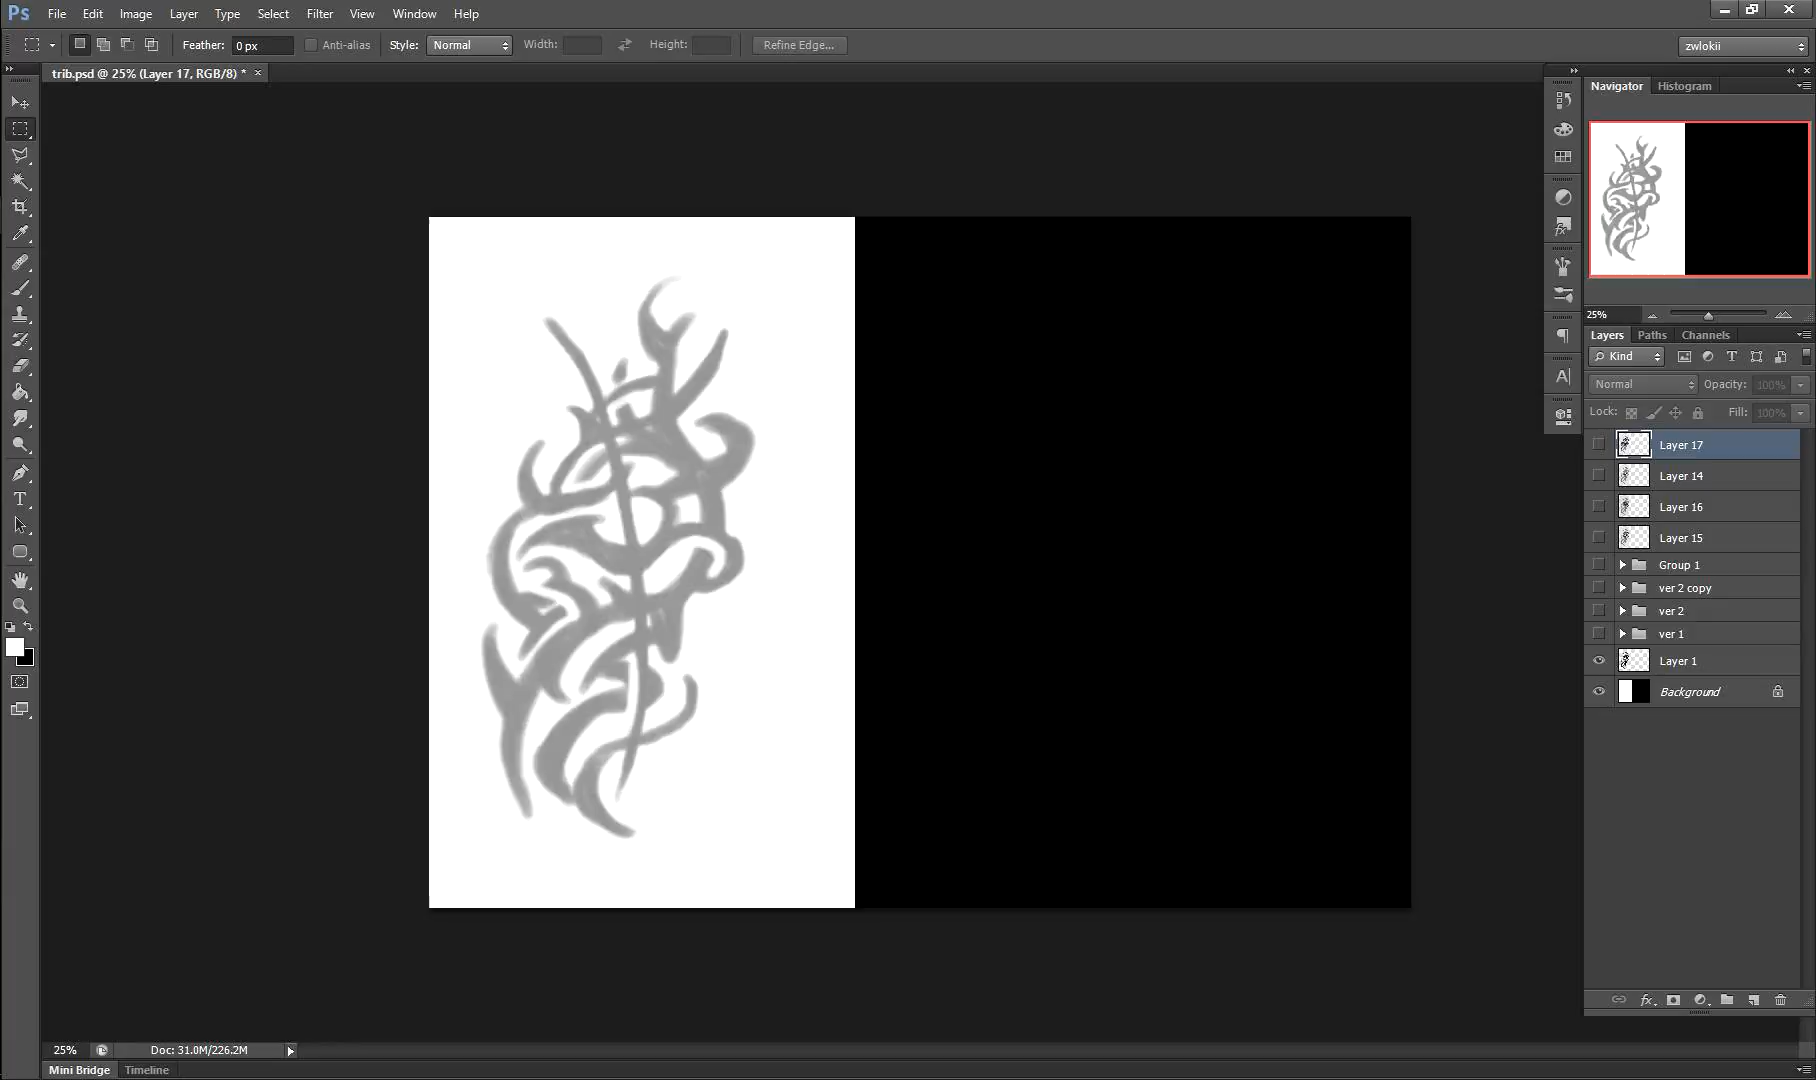 Ps File Edit Image Layer Type Select Filter View Window Help
Feather: 0 px Anti-alias Style: Normal Width: Height: Refine Edge... zwlokii
trib.psd @ 25% (Layer 17, RGB/8) * ×
Navigator Histogram
25%
Layers Paths Channels
Kind T
Normal Opacity: 100%
Lock: Fill: 100%
Layer 17
Layer 14
Layer 16
Layer 15
Group 1
ver 2 copy
ver 2
ver 1
Layer 1
Background
T
A
fx
fx
25% Doc: 31.0M/226.2M
Mini Bridge Timeline